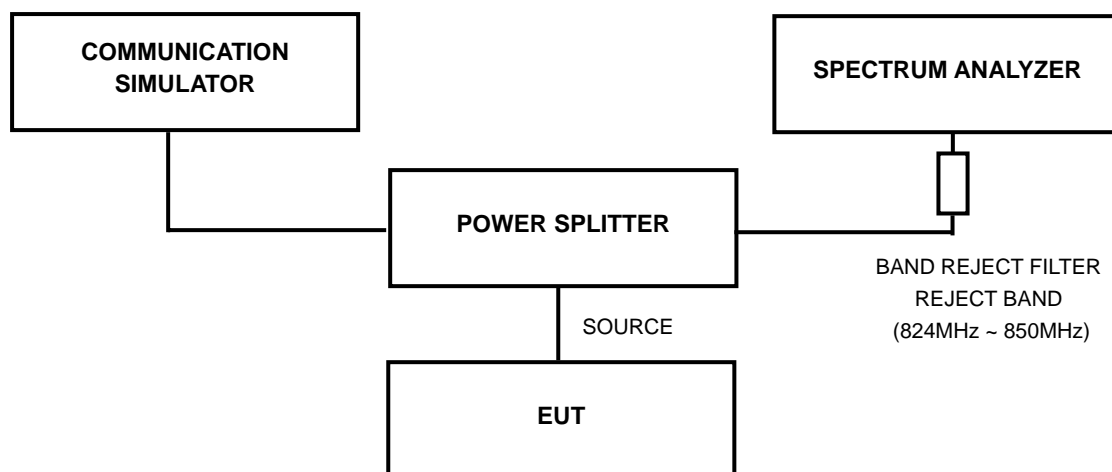 COMMUNICATION
SIMULATOR
SPECTRUM ANALYZER
POWER SPLITTER
BAND REJECT FILTER
REJECT BAND
(824MHz ~ 850MHz)
SOURCE
EUT